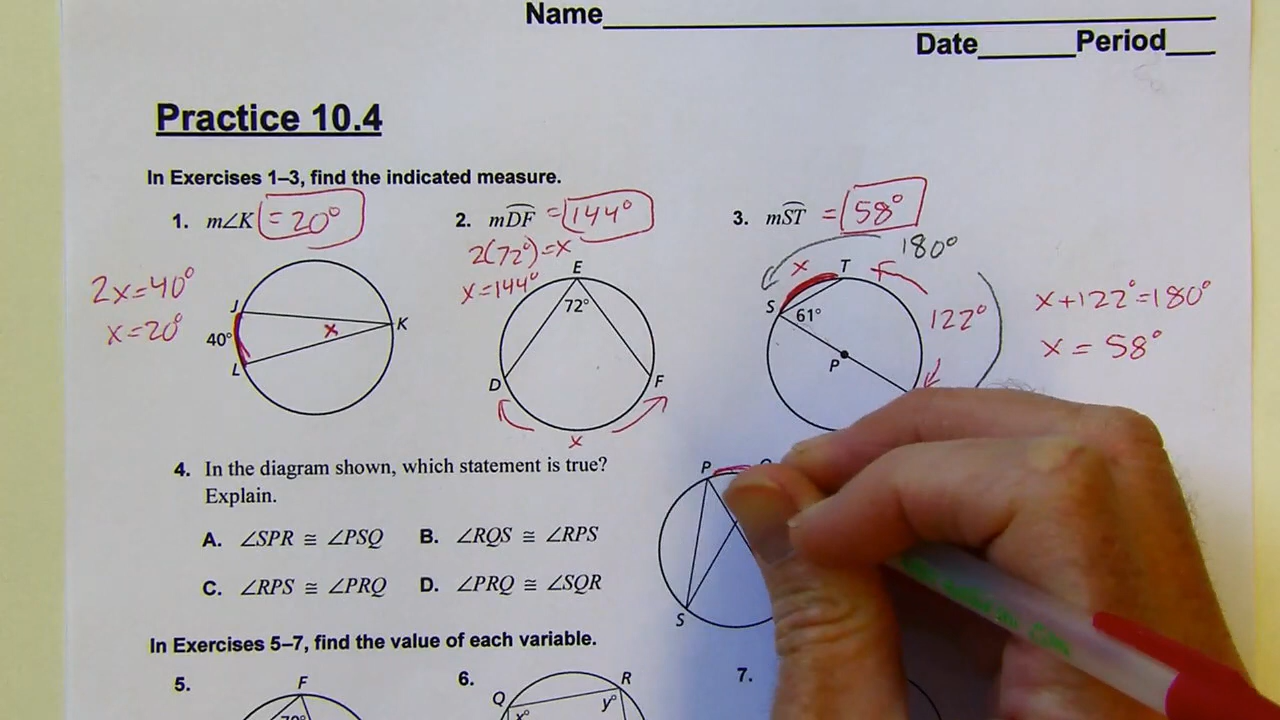 Name
Date Period
Practice 10.4
In Exercises 1–3, find the indicated measure.
1. m∠K = 20°
2x = 40°
x = 20°
J
40°
L
x
K
2. mDF = 144°
2(72°) = x
x = 144°
E
72°
D
F
x
3. mST = 58°
180°
x
T
S
61°
122°
P
x + 122° = 180°
x = 58°
4. In the diagram shown, which statement is true?
Explain.
A. ∠SPR ≅ ∠PSQ B. ∠RQS ≅ ∠RPS
C. ∠RPS ≅ ∠PRQ D. ∠PRQ ≅ ∠SQR
P
S
In Exercises 5–7, find the value of each variable.
5.
F
6.
Q
R
x°
y°
7.